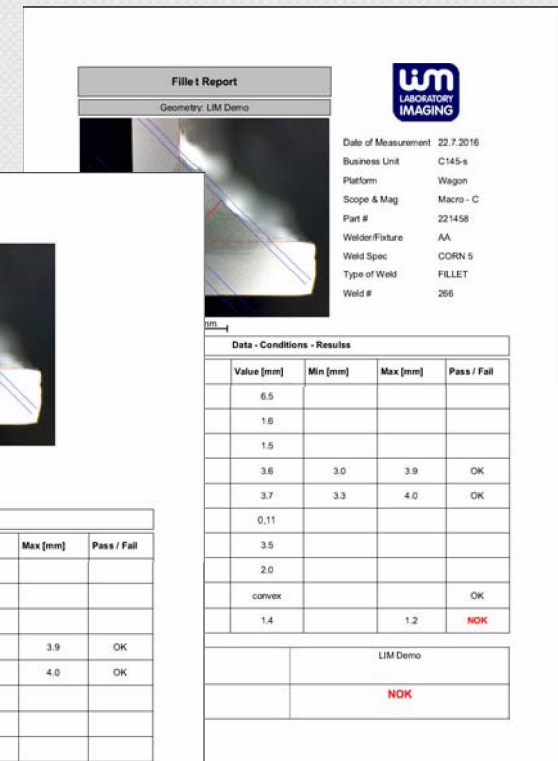 Fillet Report
Geometry: LIM Demo
LIM
LABORATORY
IMAGING
Date of Measurement 22.7.2016
Business Unit C145-s
Platform Wagon
Scope & Mag Macro - C
Part # 221458
Welder/Fixture AA
Weld Spec CORN 5
Type of Weld FILLET
Weld # 266
mm
Data - Conditions - Resulss
Value [mm] Min [mm] Max [mm] Pass / Fail
6.5
1.6
1.5
3.6 3.0 3.9 OK
3.7 3.3 4.0 OK
0,11
3.5
2.0
convex OK
1.4 1.2 NOK
LIM Demo
NOK
Max [mm] Pass / Fail
3.9 OK
4.0 OK